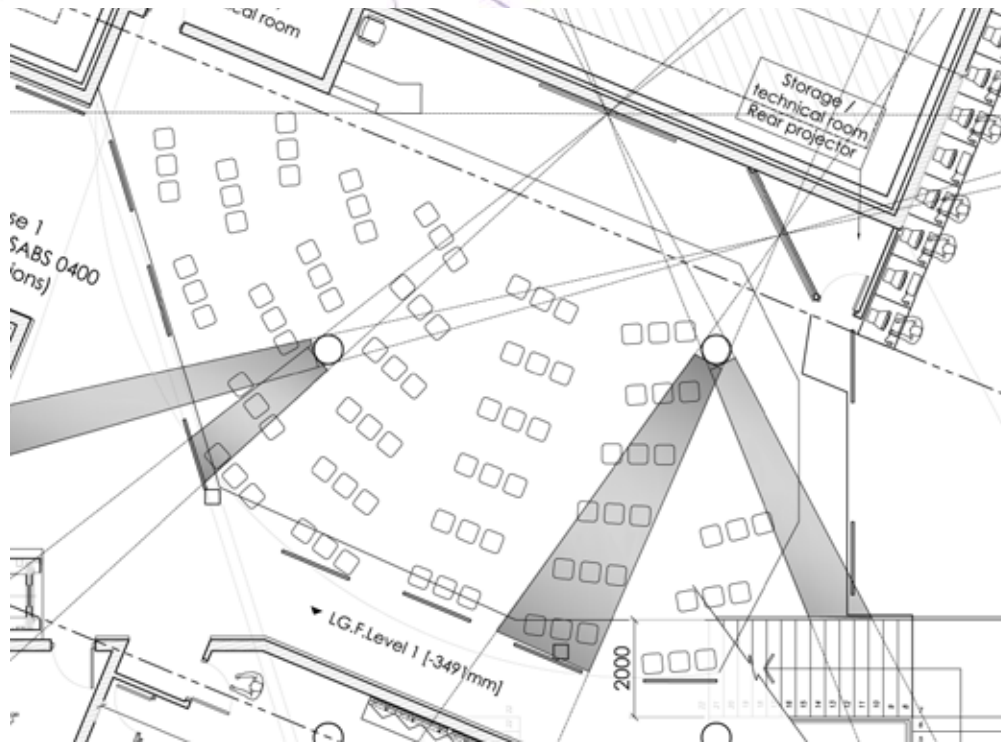 cal room
Storage /
technical room
Rear projector
se 1
SABS 0400
ions)
LG.F.Level 1 [-3491mm]
2000